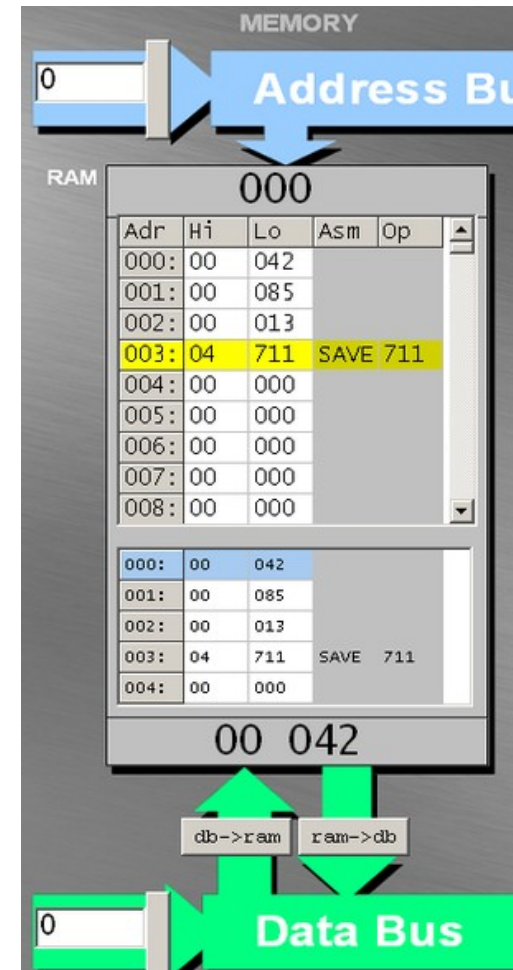 MEMORY
0
Address Bu
RAM
000
Adr Hi Lo Asm Op
000: 00 042
001: 00 085
002: 00 013
003: 04 711 SAVE 711
004: 00 000
005: 00 000
006: 00 000
007: 00 000
008: 00 000
000: 00 042
001: 00 085
002: 00 013
003: 04 711 SAVE 711
004: 00 000
00 042
db->ram ram->db
0
Data Bus